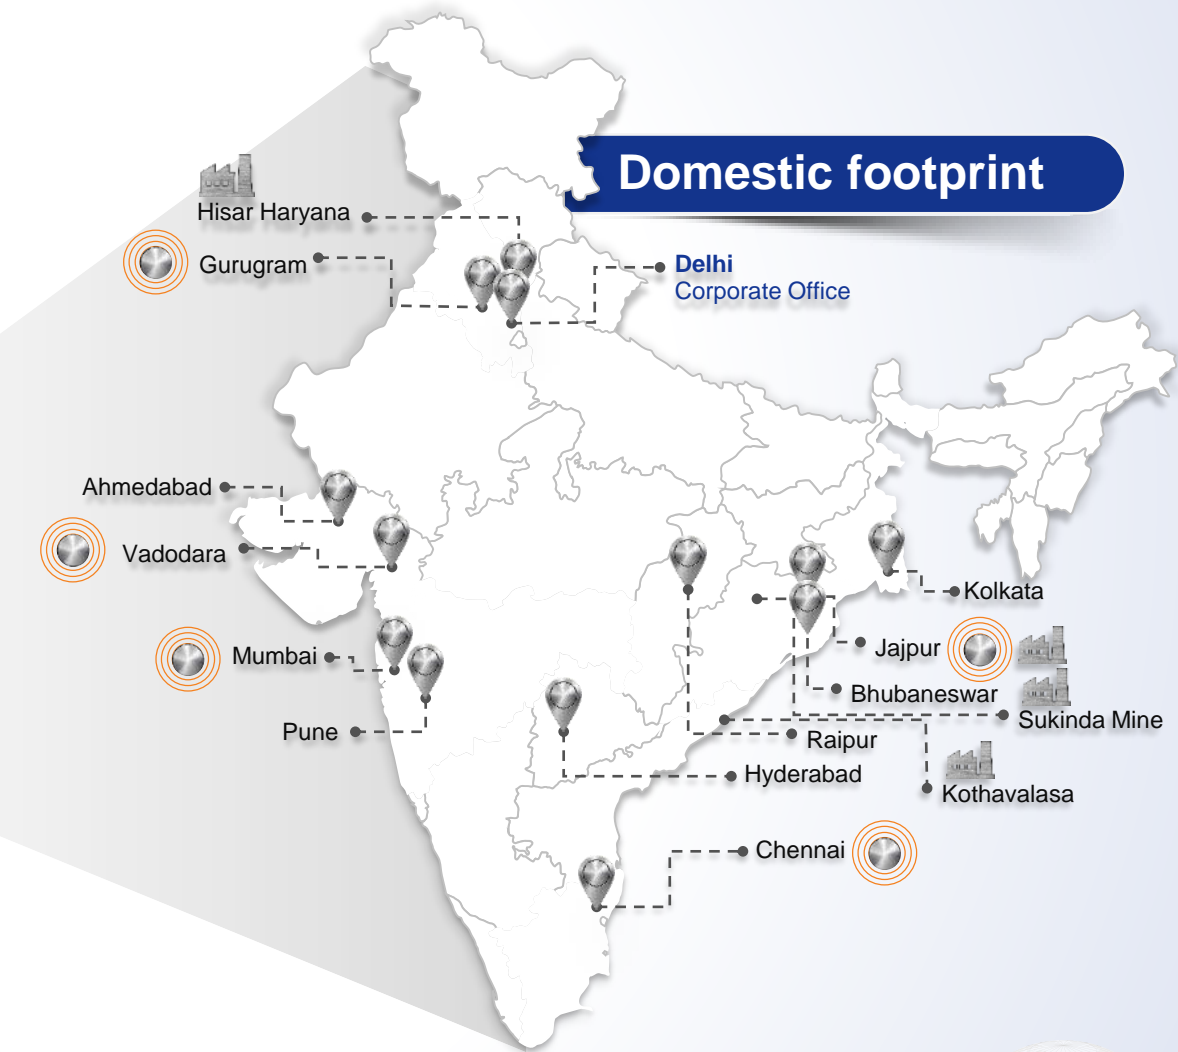 Domestic footprint
Hisar Haryana
Gurugram
Delhi
Corporate Office
Ahmedabad
Vadodara
Kolkata
Mumbai
Jajpur
Bhubaneswar
Sukinda Mine
Pune
Raipur
Hyderabad
Kothavalasa
Chennai